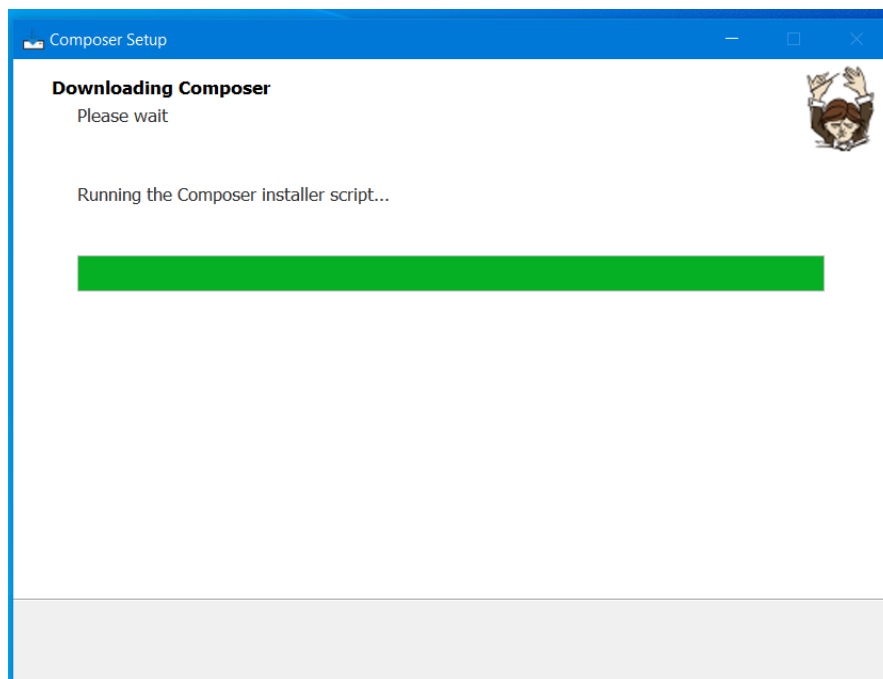 Composer Setup
Downloading Composer
Please wait
Running the Composer installer script...